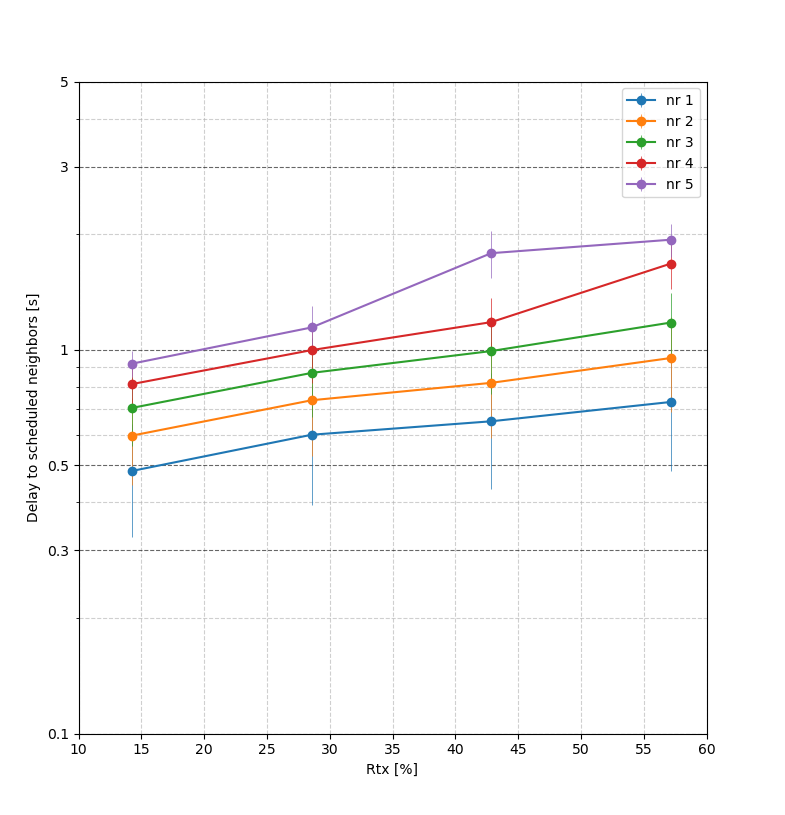 Delay to scheduled neighbors [s]
5
3
1
0.5
0.3
0.1
nr 1
nr 2
nr 3
nr 4
nr 5
10 15 20 25 30 35 40 45 50 55 60
Rtx [%]